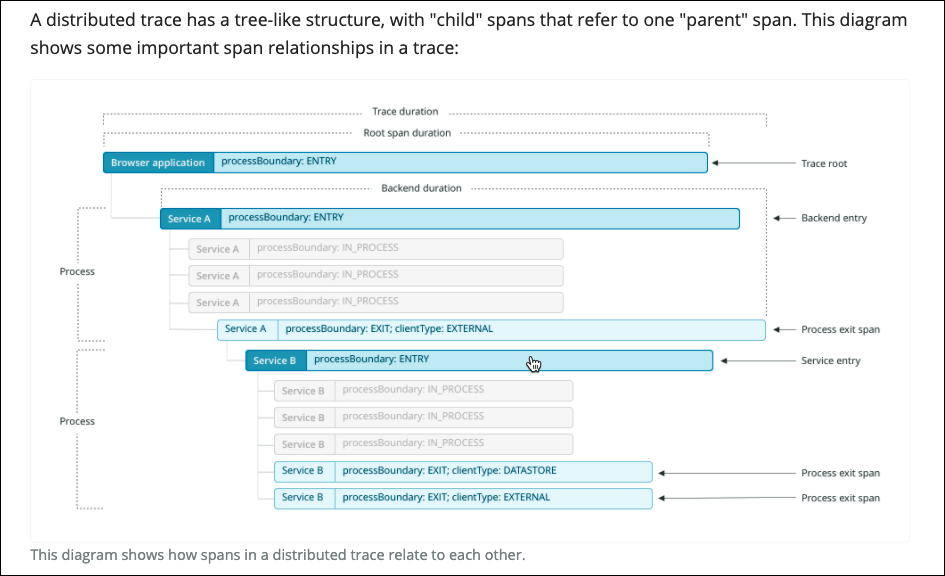 A distributed trace has a tree-like structure, with "child" spans that refer to one "parent" span. This diagram
shows some important span relationships in a trace:
Trace duration
Root span duration
Browser application processBoundary: ENTRY
Trace root
Backend duration
Service A processBoundary: ENTRY
Backend entry
Service A processBoundary: IN_PROCESS
Process
Service A processBoundary: IN_PROCESS
Service A processBoundary: IN_PROCESS
Service A processBoundary: EXIT; clientType: EXTERNAL
Process exit span
Service B processBoundary: ENTRY
Service entry
Service B processBoundary: IN_PROCESS
Process
Service B processBoundary: IN_PROCESS
Service B processBoundary: IN_PROCESS
Service B processBoundary: EXIT; clientType: DATASTORE
Process exit span
Service B processBoundary: EXIT; clientType: EXTERNAL
Process exit span
This diagram shows how spans in a distributed trace relate to each other.